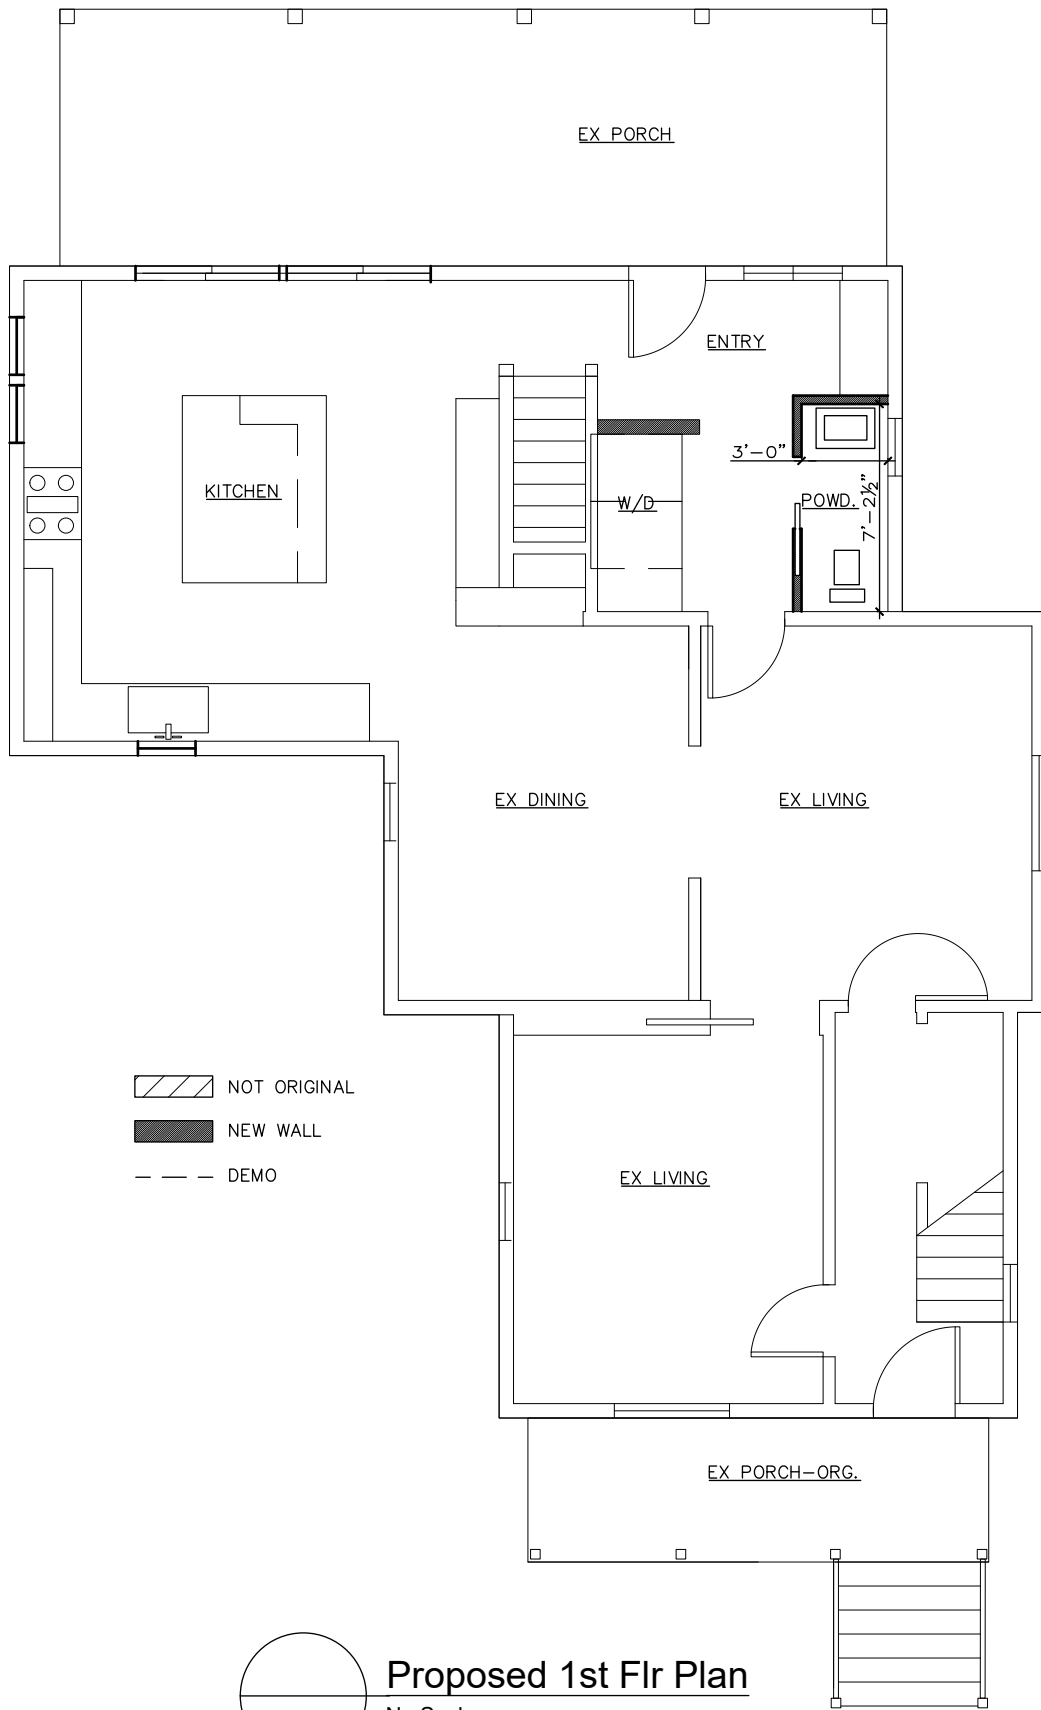 EX PORCH
ENTRY
3'-0"
KITCHEN
W/D
POWD.
7'-2½"
EX DINING
EX LIVING
NOT ORIGINAL
NEW WALL
DEMO
EX LIVING
EX PORCH-ORG.
Proposed 1st Flr Plan